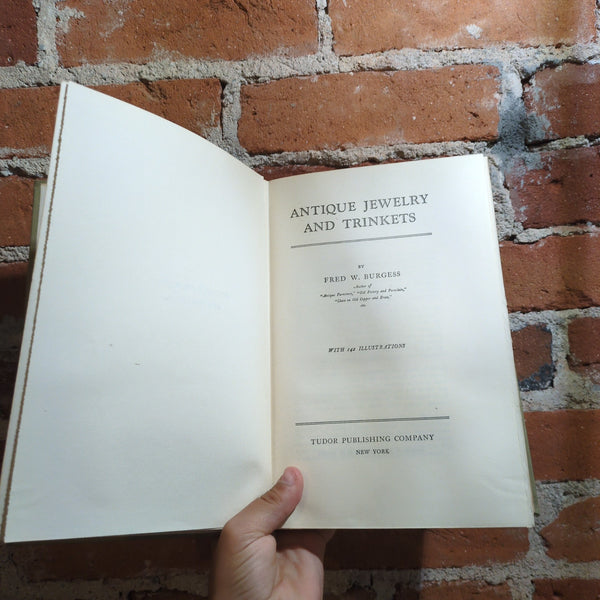 ANTIQUE JEWELRY
AND TRINKETS
BY
FRED W. BURGESS
Author of
"Antique Furniture," "Old Pottery and Porcelain,"
"Chats on Old Copper and Brass,"
etc.
WITH 142 ILLUSTRATIONS
TUDOR PUBLISHING COMPANY
NEW YORK